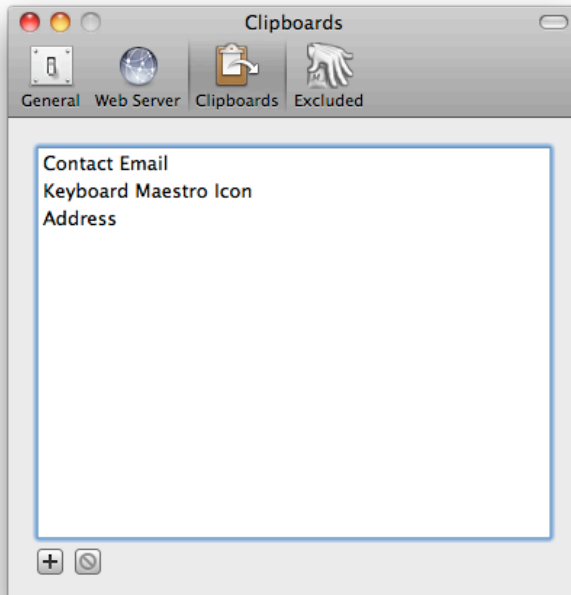 Clipboards
General Web Server Clipboards Excluded
Contact Email
Keyboard Maestro Icon
Address